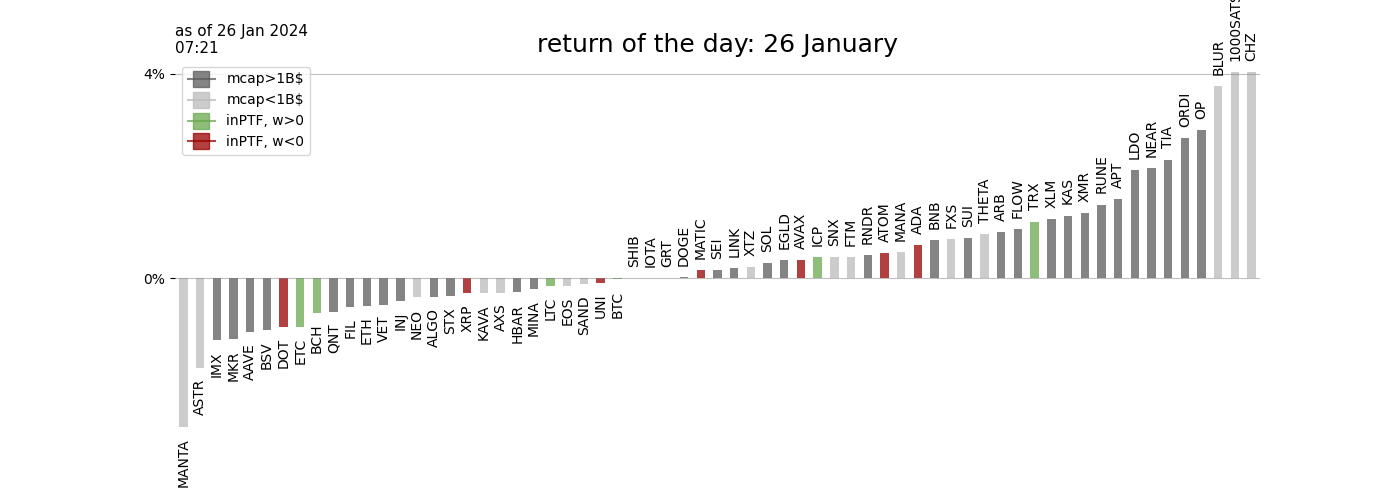 as of 26 Jan 2024
07:21
return of the day: 26 January
4%
0%
mcap>1B$
mcap<1B$
inPTF, w>0
inPTF, w<0
MANTA
ASTR
IMX
MKR
AAVE
BSV
DOT
ETC
BCH
QNT
FIL
ETH
VET
INJ
NEO
ALGO
STX
XRP
KAVA
AXS
HBAR
MINA
LTC
EOS
SAND
UNI
BTC
SHIB
IOTA
GRT
DOGE
MATIC
SEI
LINK
XTZ
SOL
EGLD
AVAX
ICP
SNX
FTM
RNDR
ATOM
MANA
ADA
BNB
FXS
SUI
THETA
ARB
FLOW
TRX
XLM
KAS
XMR
RUNE
APT
LDO
NEAR
TIA
ORDI
OP
BLUR
1000SATS
CHZ